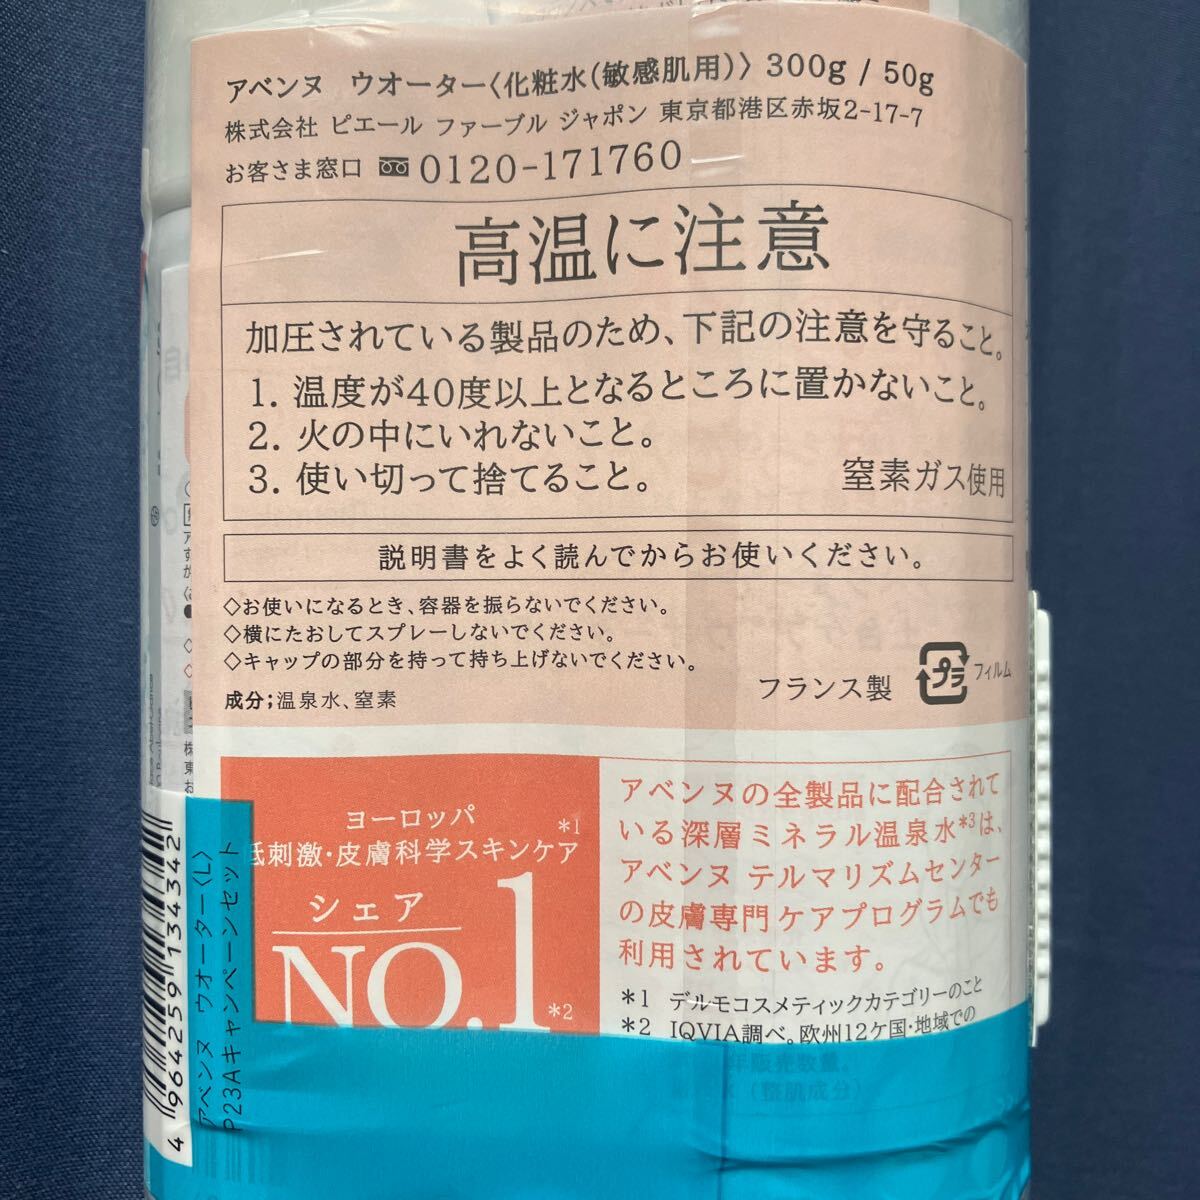 アベンヌ　ウオーター〈化粧水(敏感肌用)〉 300g / 50g
株式会社 ピエール ファーブル ジャポン 東京都港区赤坂2-17-7
お客さま窓口 0120-171760
高温に注意
加圧されている製品のため、下記の注意を守ること。
1. 温度が40度以上となるところに置かないこと。
2. 火の中にいれないこと。
3. 使い切って捨てること。
窒素ガス使用
説明書をよく読んでからお使いください。
◇お使いになるとき、容器を振らないでください。
◇横にたおしてスプレーしないでください。
◇キャップの部分を持って持ち上げないでください。
成分;温泉水、窒素
フランス製
プラ
フィルム
ヨーロッパ
低刺激・皮膚科学スキンケア*1
シェア
NO.1*2
アベンヌの全製品に配合されて
いる深層ミネラル温泉水*3は、
アベンヌ テルマリズムセンター
の皮膚専門ケアプログラムでも
利用されています。
*1 デルモコスメティックカテゴリーのこと
*2 IQVIA調べ。欧州12ケ国・地域での
年販売数量。
(整肌成分)
4 964259 134342
アベンヌ ウオーター〈L〉
P23Aキャンペーンセット